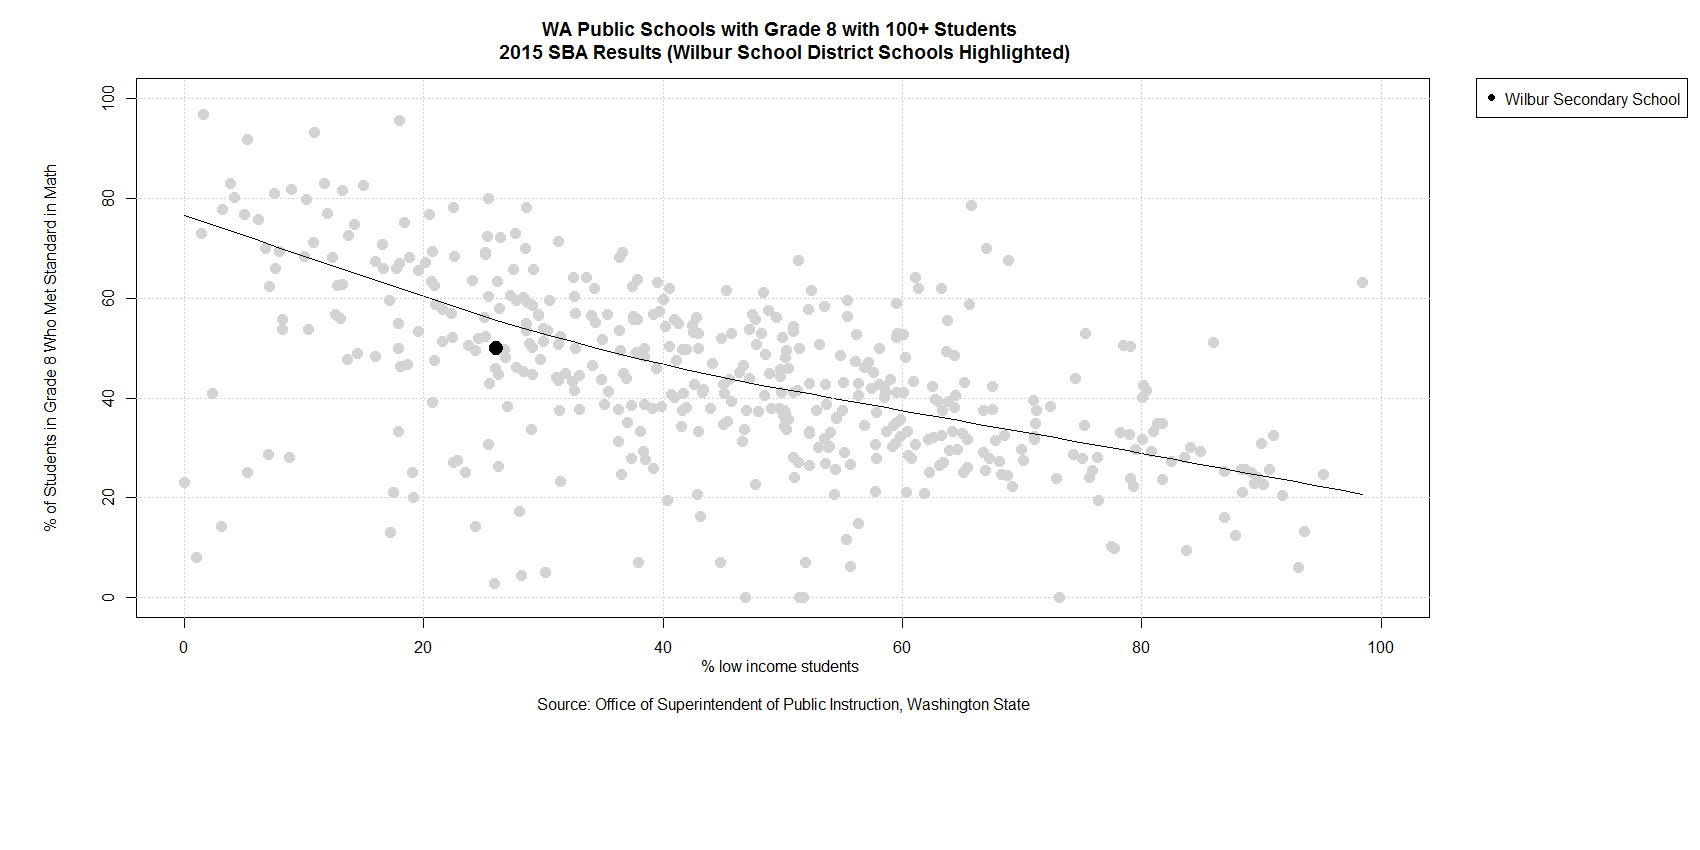 WA Public Schools with Grade 8 with 100+ Students
2015 SBA Results (Wilbur School District Schools Highlighted)
Wilbur Secondary School
% of Students in Grade 8 Who Met Standard in Math
100
80
60
40
20
0
0 20 40 60 80 100
% low income students
Source: Office of Superintendent of Public Instruction, Washington State